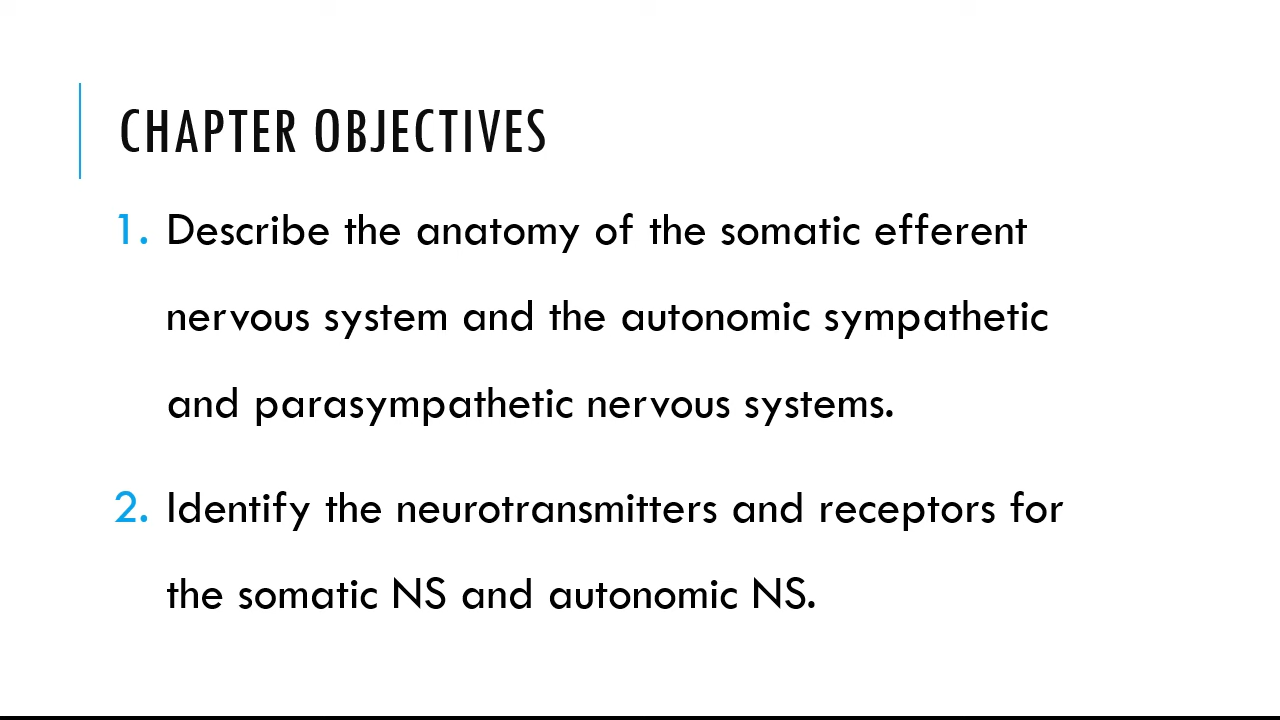 CHAPTER OBJECTIVES
1. Describe the anatomy of the somatic efferent
nervous system and the autonomic sympathetic
and parasympathetic nervous systems.
2. Identify the neurotransmitters and receptors for
the somatic NS and autonomic NS.